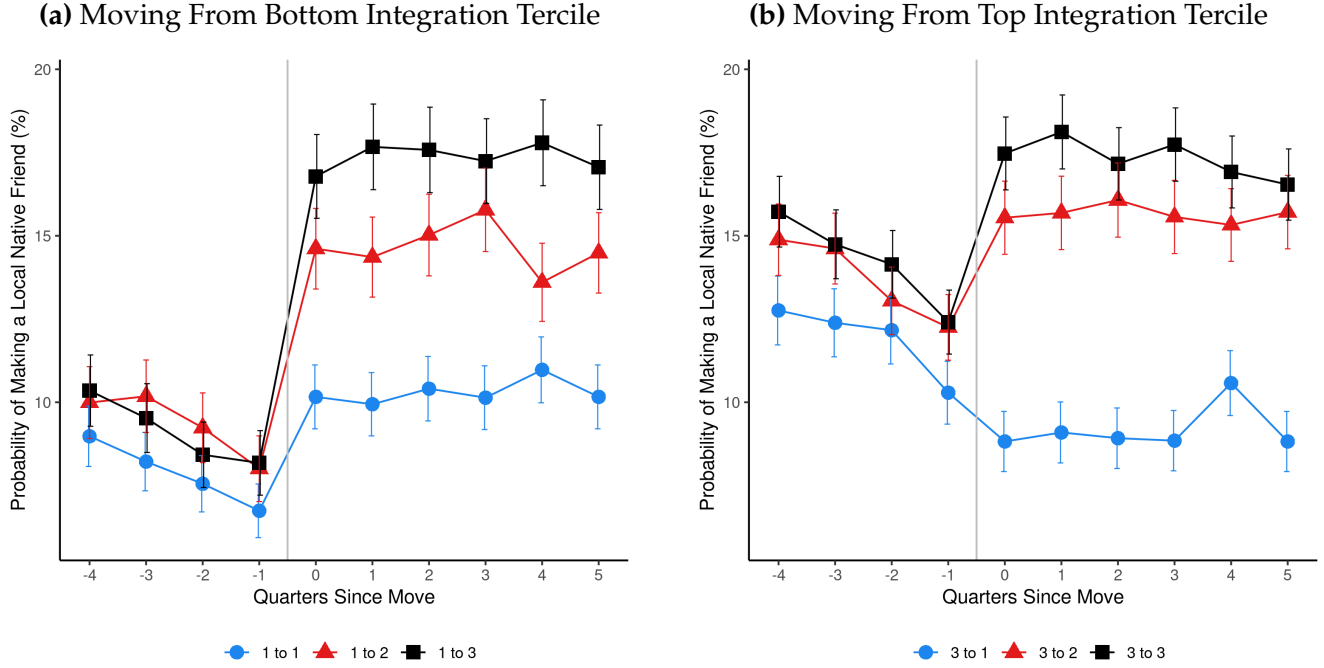 (a) Moving From Bottom Integration Tercile
Probability of Making a Local Native Friend (%)
20
15
10
-4 -3 -2 -1 0 1 2 3 4 5
Quarters Since Move
1 to 1 1 to 2 1 to 3
(b) Moving From Top Integration Tercile
Probability of Making a Local Native Friend (%)
20
15
10
-4 -3 -2 -1 0 1 2 3 4 5
Quarters Since Move
3 to 1 3 to 2 3 to 3